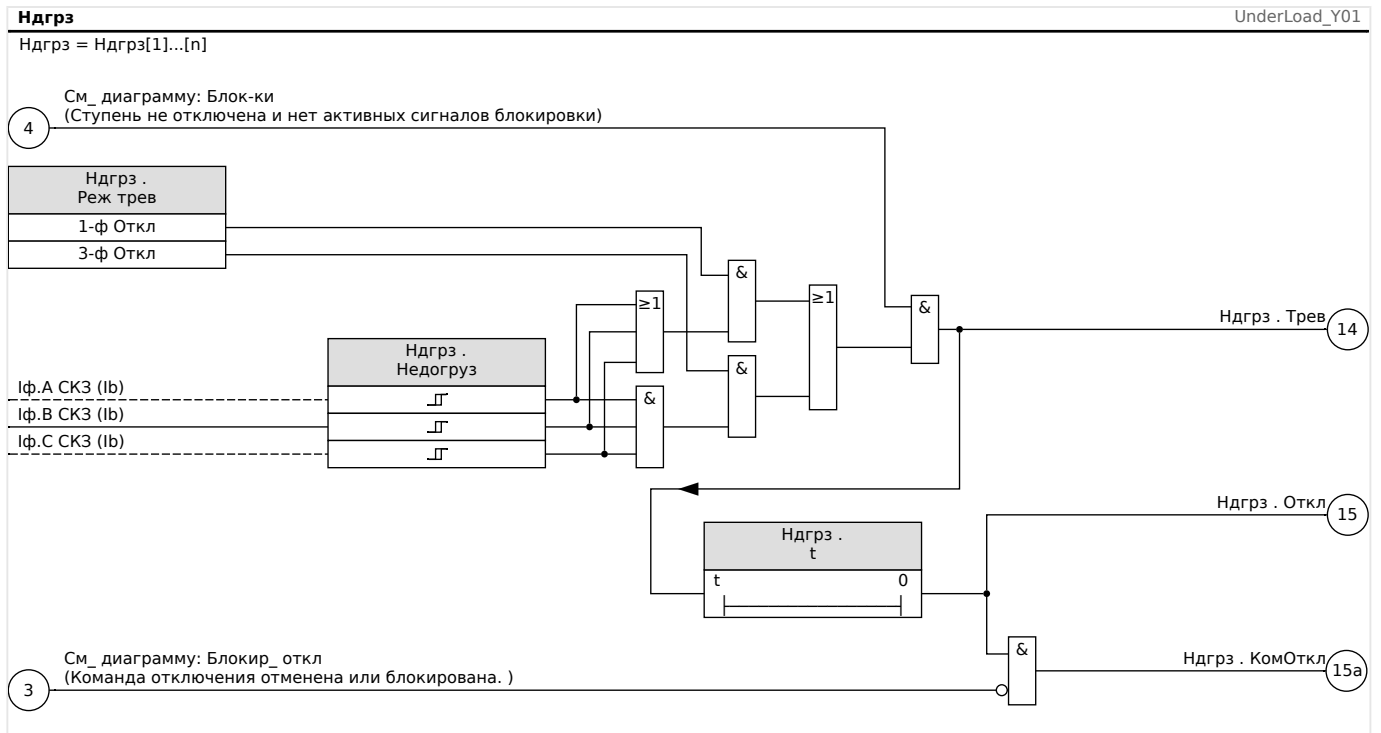 Ндгрз
UnderLoad_Y01
Ндгрз = Ндгрз[1]...[n]
См_ диаграмму: Блок-ки
(Ступень не отключена и нет активных сигналов блокировки)
4
Ндгрз .
Реж трев
1-ф Откл
3-ф Откл
&
≥1
≥1
&
Ндгрз . Трев
14
Ндгрз .
Недогруз
&
&
Iф.А СКЗ (Ib)
Iф.В СКЗ (Ib)
Iф.С СКЗ (Ib)
Ндгрз . Откл
15
Ндгрз .
t
t 0
См_ диаграмму: Блокир_ откл
(Команда отключения отменена или блокирована. )
3
&
Ндгрз . КомОткл
15a